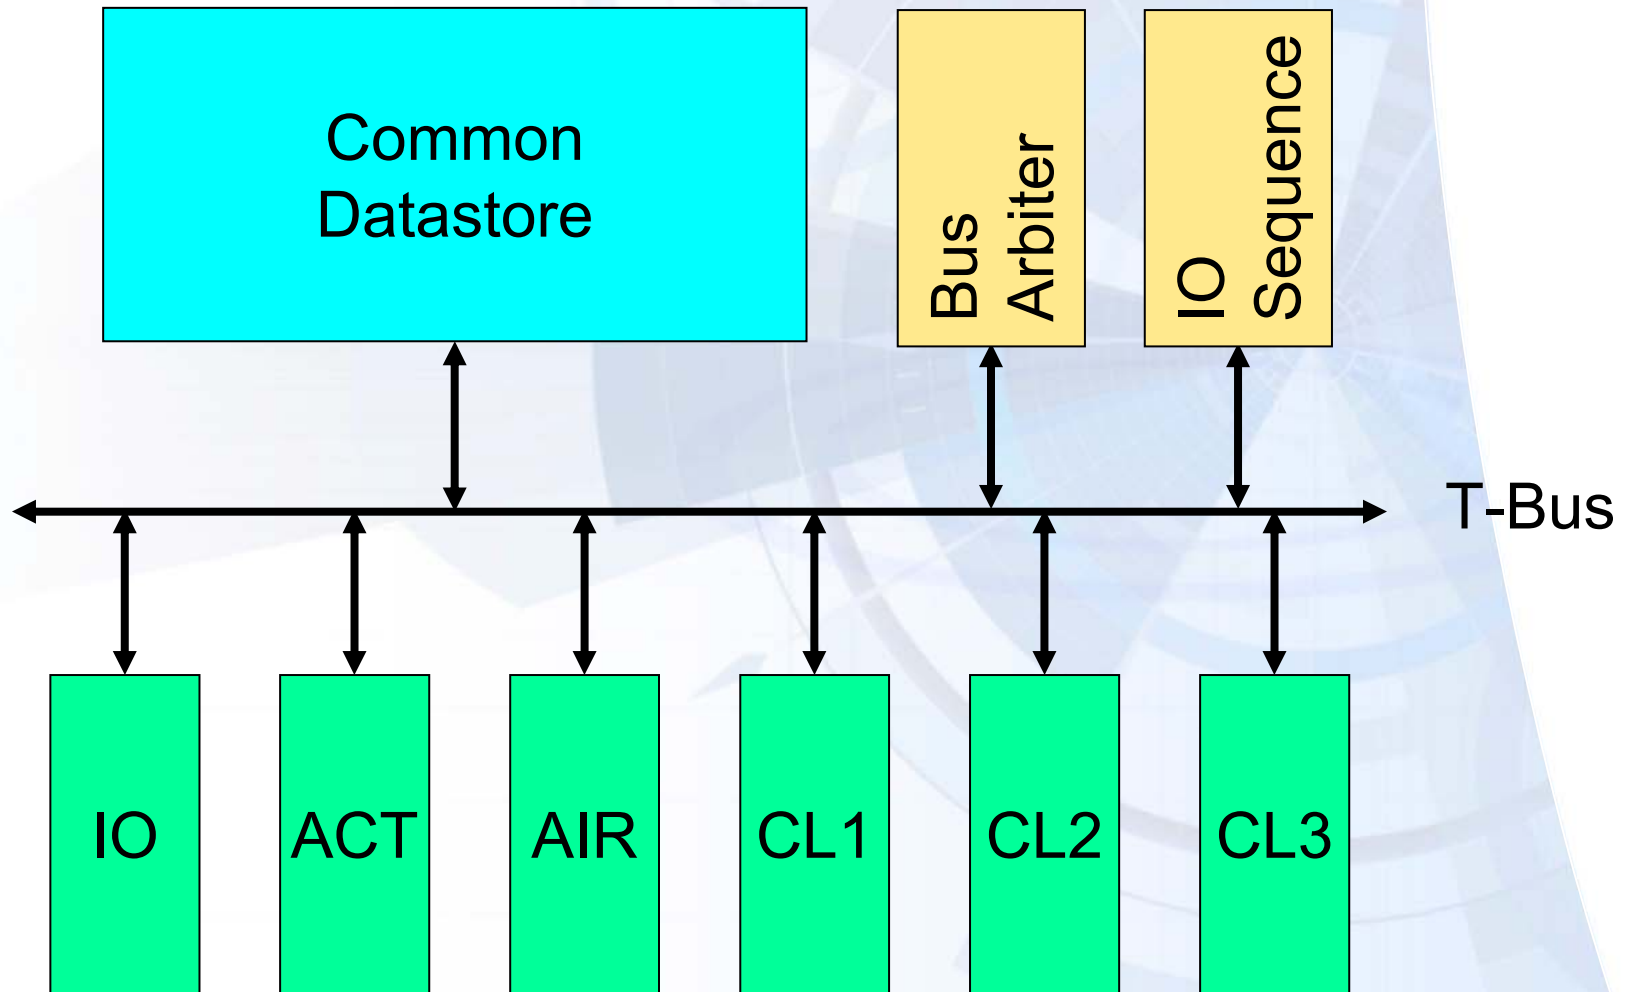 Common
Datastore
Bus
Arbiter
IO
Sequence
T-Bus
IO
ACT
AIR
CL1
CL2
CL3